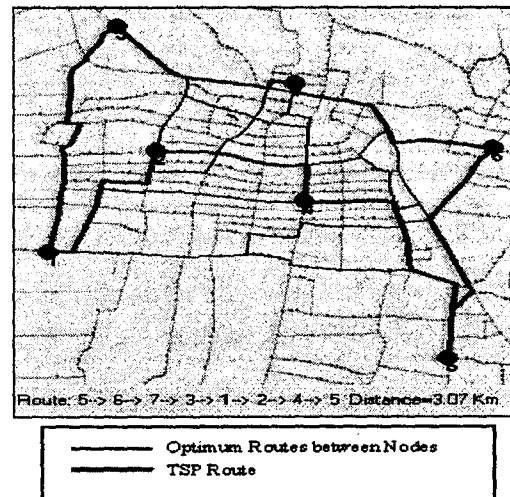 Route: 5-> 6-> 7-> 3-> 1-> 2-> 4-> 5 Distance=3.07 Km
Optimum Routes between Nodes
TSP Route